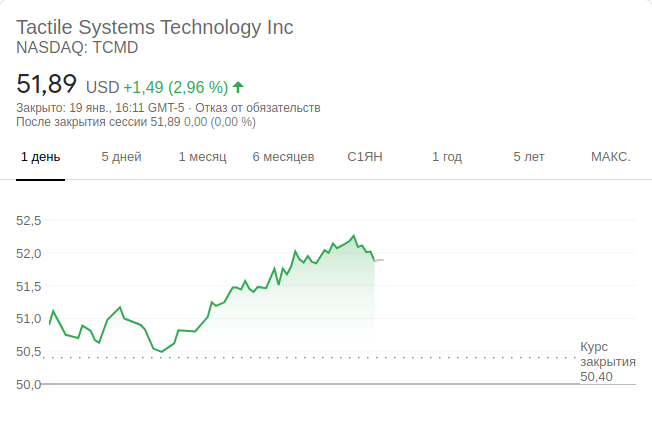 Tactile Systems Technology Inc
NASDAQ: TCMD
51,89 USD +1,49 (2,96 %)
Закрыто: 19 янв., 16:11 GMT-5 · Отказ от обязательств
После закрытия сессии 51,89 0,00 (0,00 %)
1 день 5 дней 1 месяц 6 месяцев С1ЯН 1 год 5 лет МАКС.
52,5
52,0
51,5
51,0
50,5
50,0
Курс
закрытия
50,40